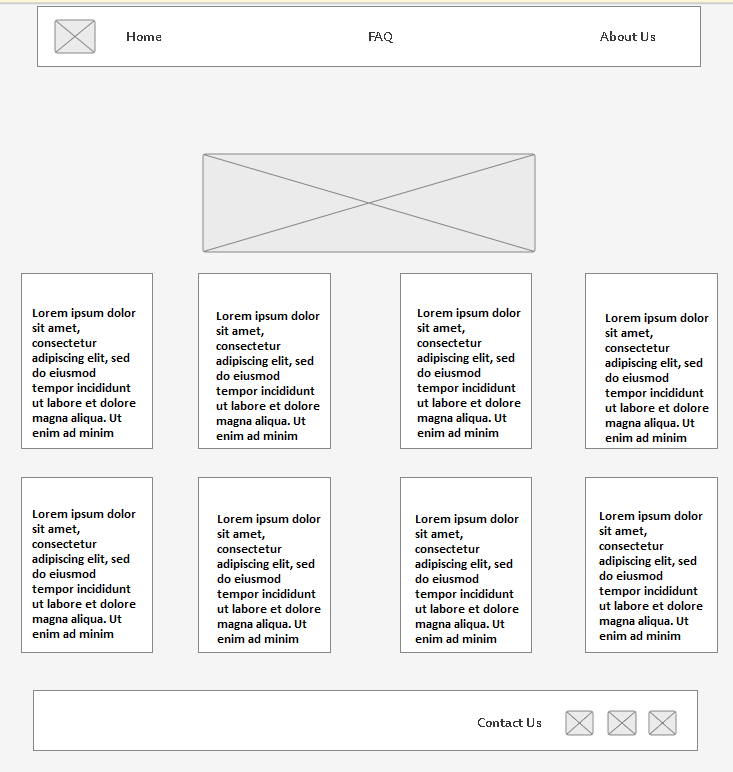 Home
FAQ
About Us
Lorem ipsum dolor
sit amet,
consectetur
adipiscing elit, sed
do eiusmod
tempor incididunt
ut labore et dolore
magna aliqua. Ut
enim ad minim
Lorem ipsum dolor
sit amet,
consectetur
adipiscing elit, sed
do eiusmod
tempor incididunt
ut labore et dolore
magna aliqua. Ut
enim ad minim
Lorem ipsum dolor
sit amet,
consectetur
adipiscing elit, sed
do eiusmod
tempor incididunt
ut labore et dolore
magna aliqua. Ut
enim ad minim
Lorem ipsum dolor
sit amet,
consectetur
adipiscing elit, sed
do eiusmod
tempor incididunt
ut labore et dolore
magna aliqua. Ut
enim ad minim
Lorem ipsum dolor
sit amet,
consectetur
adipiscing elit, sed
do eiusmod
tempor incididunt
ut labore et dolore
magna aliqua. Ut
enim ad minim
Lorem ipsum dolor
sit amet,
consectetur
adipiscing elit, sed
do eiusmod
tempor incididunt
ut labore et dolore
magna aliqua. Ut
enim ad minim
Lorem ipsum dolor
sit amet,
consectetur
adipiscing elit, sed
do eiusmod
tempor incididunt
ut labore et dolore
magna aliqua. Ut
enim ad minim
Lorem ipsum dolor
sit amet,
consectetur
adipiscing elit, sed
do eiusmod
tempor incididunt
ut labore et dolore
magna aliqua. Ut
enim ad minim
Contact Us